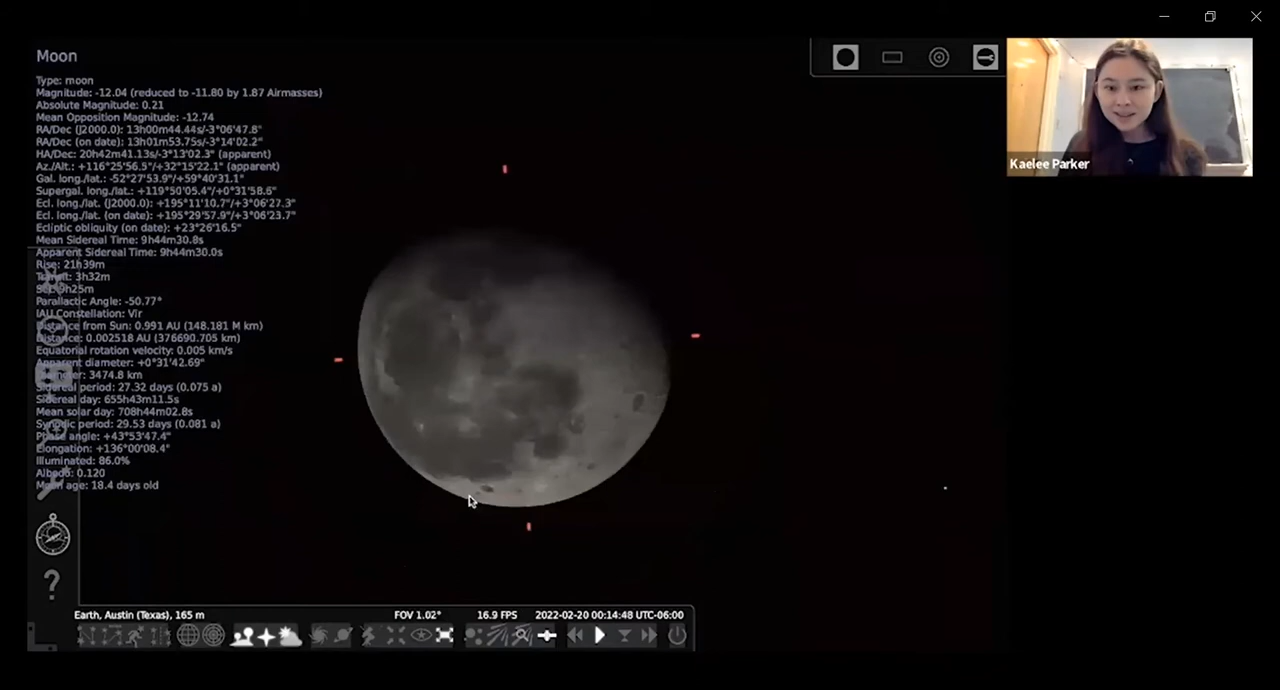 Moon
Type: moon
Magnitude: -12.04 (reduced to -11.80 by 1.87 Airmasses)
Absolute Magnitude: 0.21
Mean Opposition Magnitude: -12.74
RA/Dec (J2000.0): 13h00m44.44s/-3°06'47.8"
RA/Dec (on date): 13h01m53.75s/-3°14'02.2"
HA/Dec: 20h42m41.13s/-3°13'02.3" (apparent)
Az./Alt.: +116°25'56.5"/+32°15'22.1" (apparent)
Gal. long./lat.: -52°27'53.9"/+59°40'31.1"
Supergal. long./lat.: +119°50'05.4"/+0°31'58.6"
Ecl. long./lat. (J2000.0): +195°11'10.7"/+3°06'27.3"
Ecl. long./lat. (on date): +195°29'57.9"/+3°06'23.7"
Ecliptic obliquity (on date): +23°26'16.5"
Mean Sidereal Time: 9h44m30.8s
Apparent Sidereal Time: 9h44m30.0s
Rise: 21h39m
Transit: 3h32m
Set: 9h25m
Parallactic Angle: -50.77°
IAU Constellation: Vir
Distance from Sun: 0.991 AU (148.181 M km)
Distance: 0.002518 AU (376690.705 km)
Equatorial rotation velocity: 0.005 km/s
Apparent diameter: +0°31'42.69"
Diameter: 3474.8 km
Sidereal period: 27.32 days (0.075 a)
Sidereal day: 655h43m11.5s
Mean solar day: 708h44m02.8s
Synodic period: 29.53 days (0.081 a)
Phase angle: +43°53'47.4"
Elongation: +136°00'08.4"
Illuminated: 86.0%
Albedo: 0.120
Moon age: 18.4 days old
Kaelee Parker
Earth, Austin (Texas), 165 m FOV 1.02° 16.9 FPS 2022-02-20 00:14:48 UTC-06:00